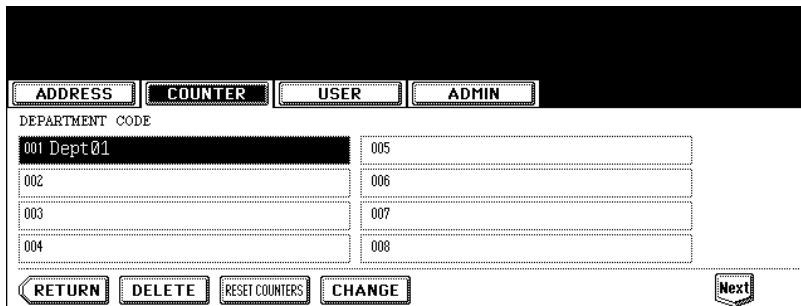 ADDRESS COUNTER USER ADMIN
DEPARTMENT CODE
001 Dept01 005
002 006
003 007
004 008
RETURN DELETE RESET COUNTERS CHANGE Next